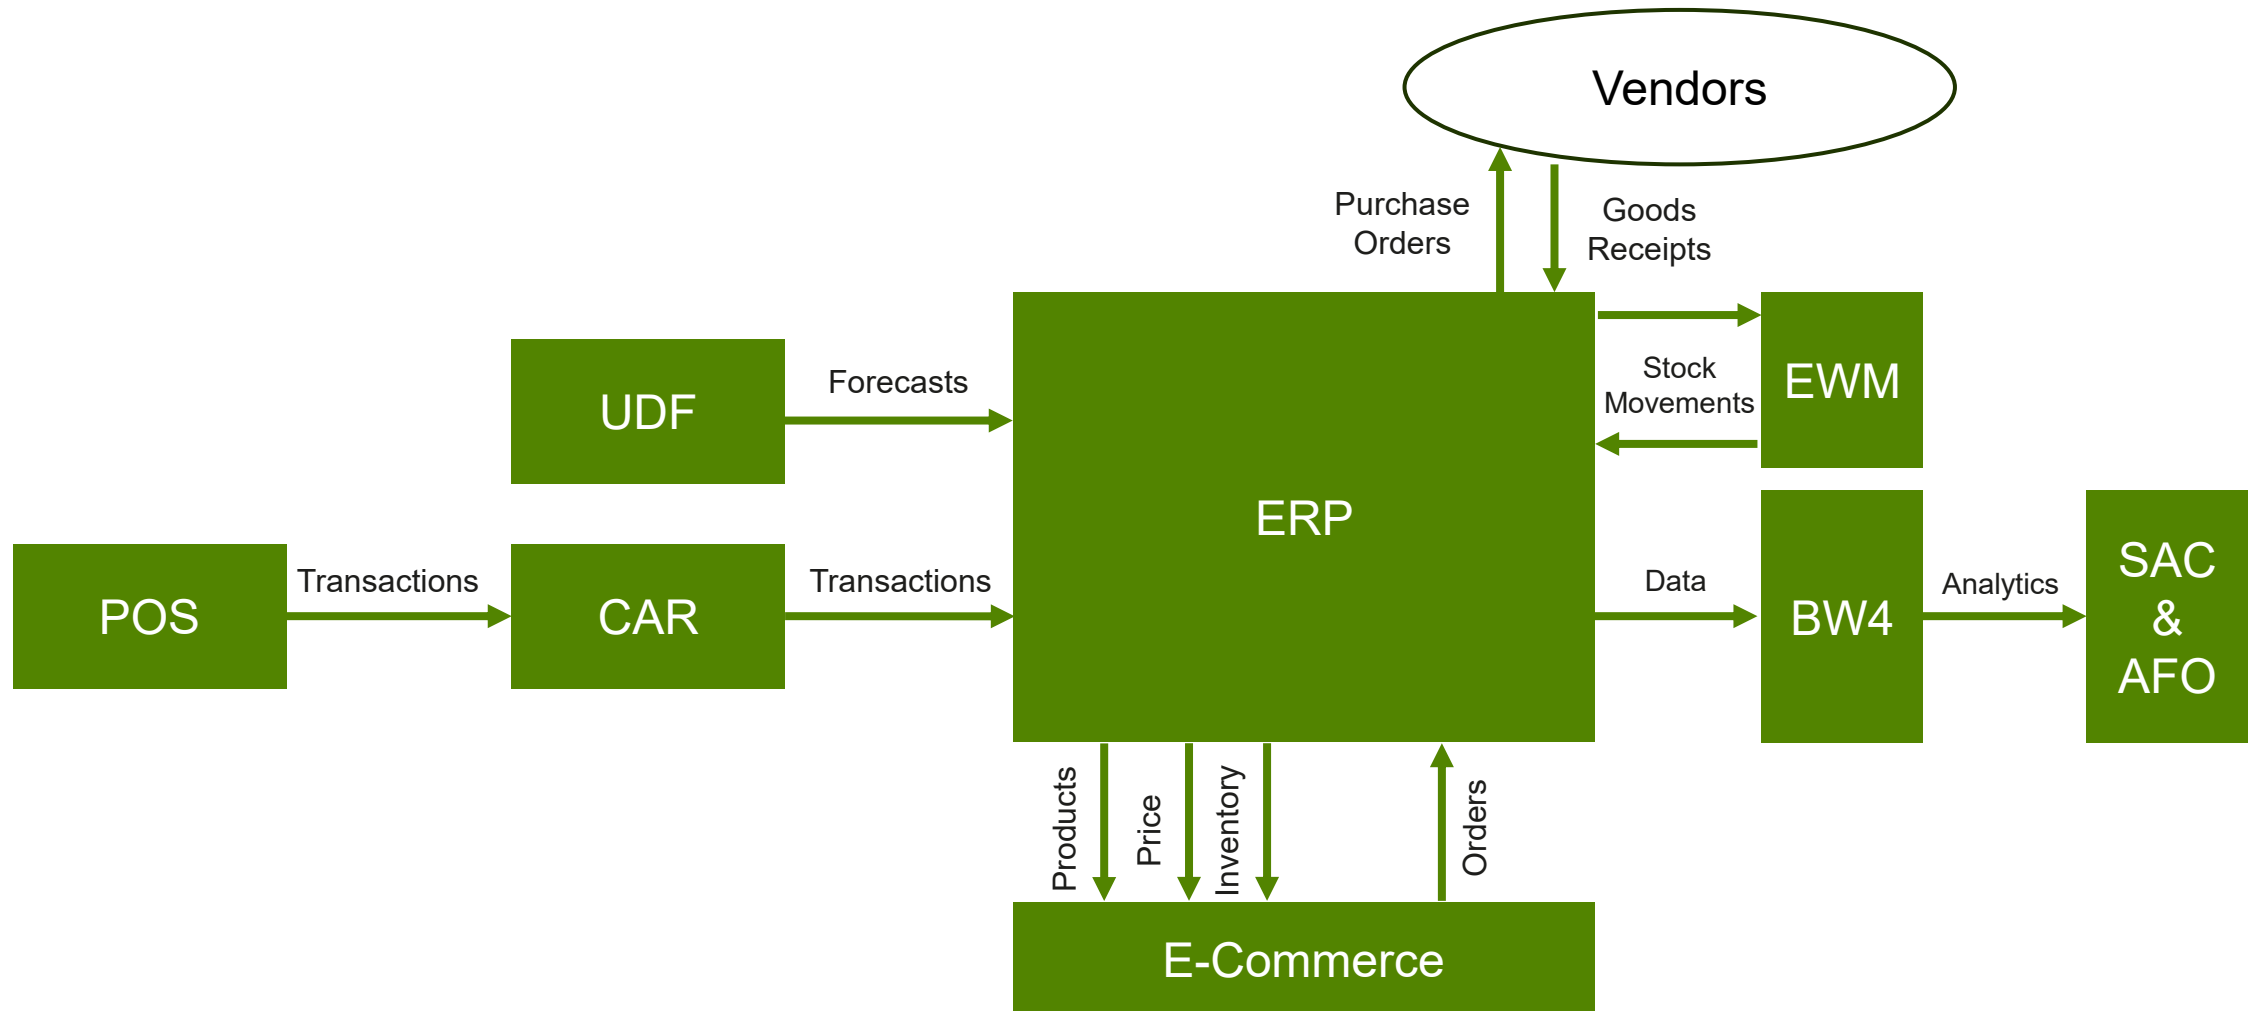 Vendors
Purchase
Orders
Goods
Receipts
UDF
Forecasts
ERP
Stock
Movements
EWM
POS
Transactions
CAR
Transactions
Data
BW4
Analytics
SAC
&
AFO
Products
Price
Inventory
Orders
E-Commerce